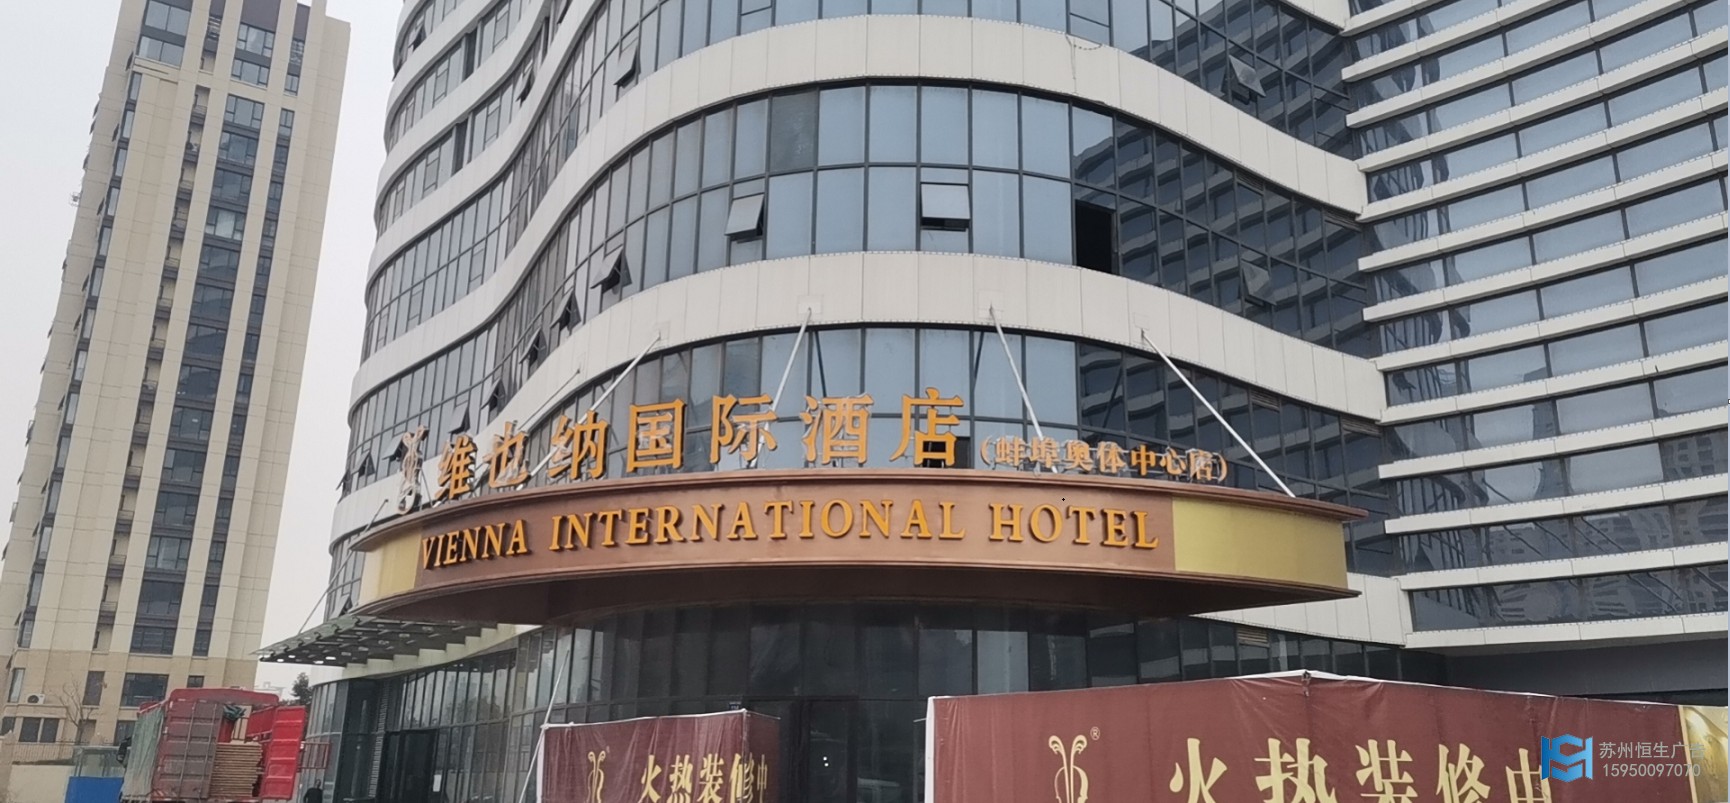 维也纳国际酒店(蚌埠奥体中心店)
VIENNA INTERNATIONAL HOTEL
火热装修中
®
火热装修中
苏州恒生广告
15950097070